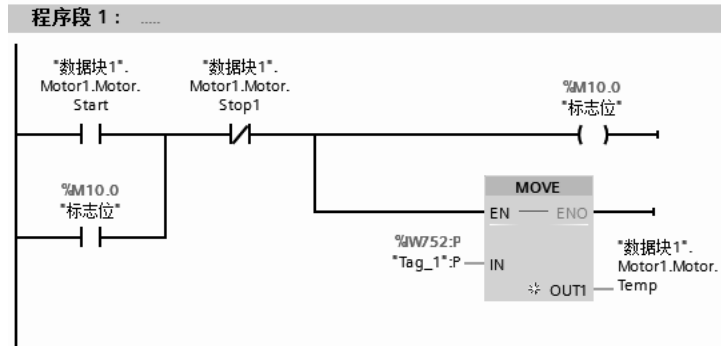 程序段 1： .....
"数据块1".
Motor1.Motor.
Start
"数据块1".
Motor1.Motor.
Stop1
%M10.0
"标志位"
%M10.0
"标志位"
MOVE
EN
ENO
%IW752:P
"Tag_1":P
IN
OUT1
"数据块1".
Motor1.Motor.
Temp